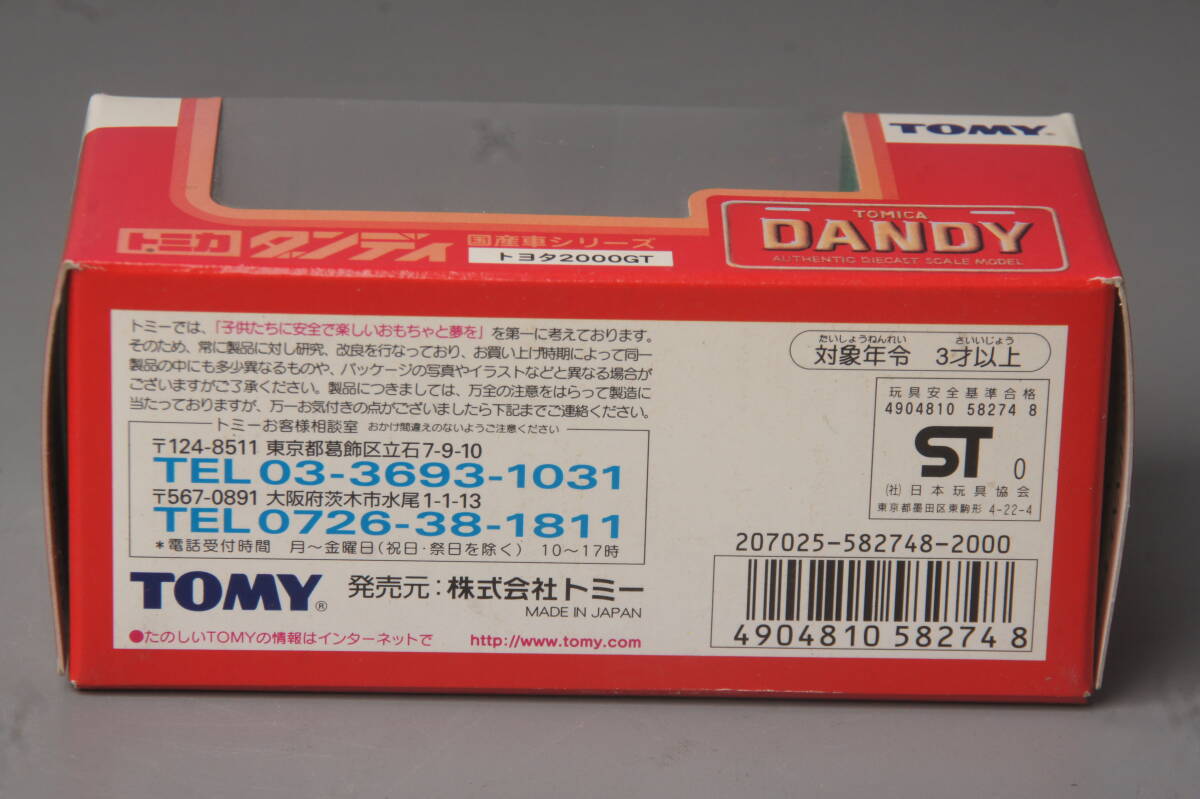 TOMY
トミカ ダンディ 国産車シリーズ
トヨタ2000GT
TOMICA
DANDY
AUTHENTIC DIECAST SCALE MODEL
トミーでは、「子供たちに安全で楽しいおもちゃと夢を」を第一に考えております。
そのため、常に製品に対し研究、改良を行なっており、お買い上げ時期によって同一
製品の中にも多少異なるものや、パッケージの写真やイラストなどと異なる場合が
ございますがご了承ください。製品につきましては、万全の注意をはらって製造に
当たっておりますが、万一お気付きの点がございましたら下記までご連絡ください。
トミーお客様相談室 おかけ間違えのないようご注意ください
〒124-8511 東京都葛飾区立石7-9-10
TEL03-3693-1031
〒567-0891 大阪府茨木市水尾1-1-13
TEL0726-38-1811
*電話受付時間 月〜金曜日(祝日·祭日を除く) 10〜17時
TOMY® 発売元:株式会社トミー
MADE IN JAPAN
●たのしいTOMYの情報はインターネットで http://www.tomy.com
たいしょうねんれい さいいじょう
対象年令 3才以上
玩具安全基準合格
4904810 58274 8
ST 0
(社)日本玩具協会
東京都墨田区東駒形 4-22-4
207025-582748-2000
4904810 582748